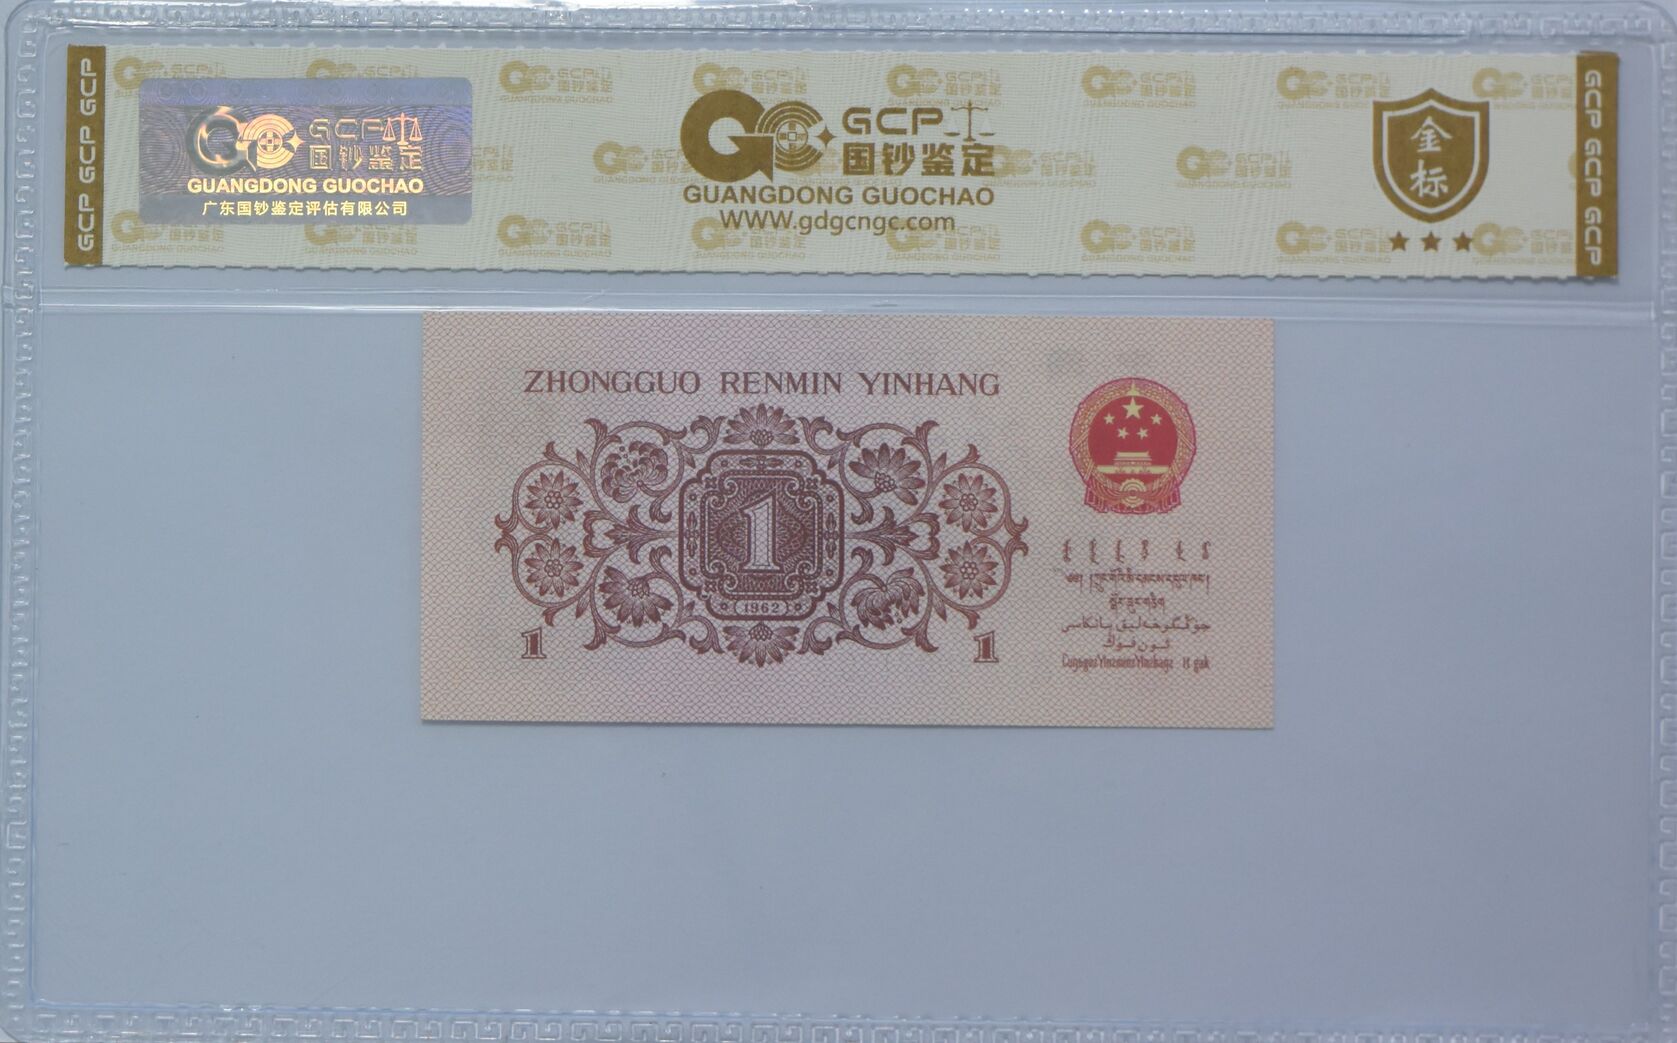 GCP GCP GCP
GCP
国钞鉴定
GUANGDONG GUOCHAO
广东国钞鉴定评估有限公司
GCP
国钞鉴定
GUANGDONG GUOCHAO
WWW.gdgcngc.com
金标
GCP GCP GCP
ZHONGGUO RENMIN YINHANG
1
1962
1
1